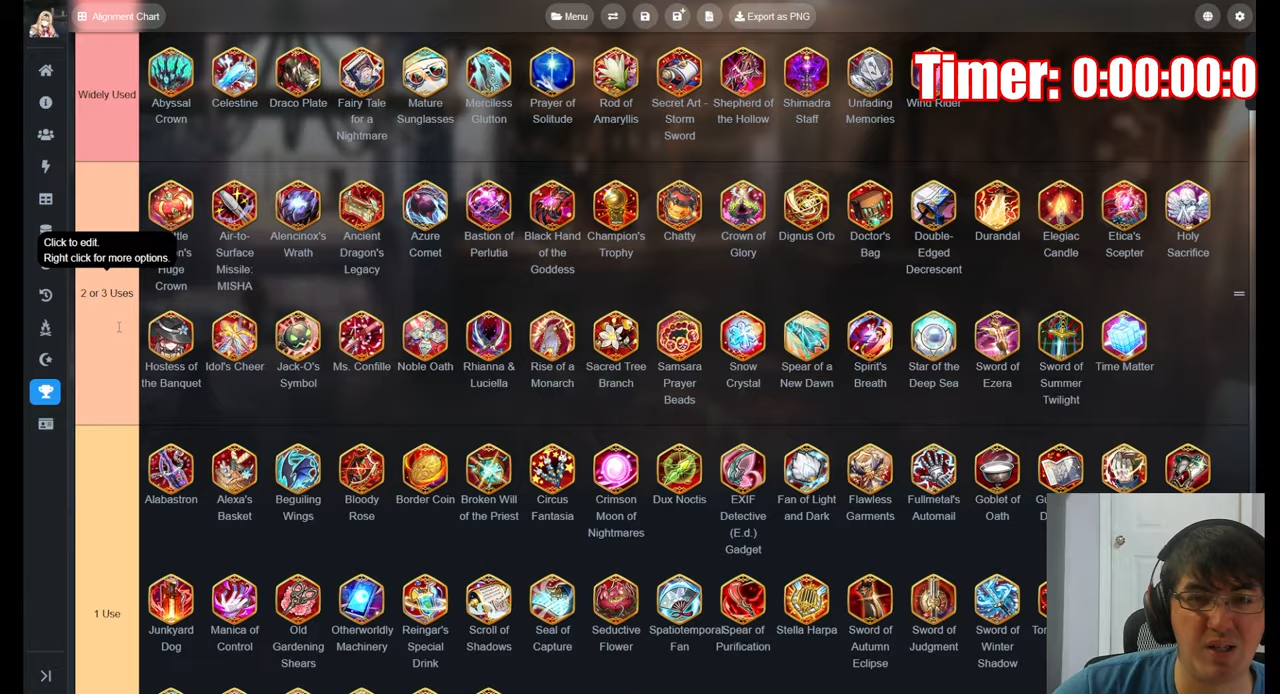 Alignment Chart
Menu
Export as PNG
Timer: 0:00:00:0
Widely Used
Abyssal Crown
Celestine
Draco Plate
Fairy Tale for a Nightmare
Mature Sunglasses
Merciless Glutton
Prayer of Solitude
Rod of Amaryllis
Secret Art - Storm Sword
Shepherd of the Hollow
Shimadra Staff
Unfading Memories
Wind Rider
Click to edit.
Right click for more options.
2 or 3 Uses
Huge Crown
Air-to-Surface Missile: MISHA
Alencinox's Wrath
Ancient Dragon's Legacy
Azure Comet
Bastion of Perlutia
Black Hand of the Goddess
Champion's Trophy
Chatty
Crown of Glory
Dignus Orb
Doctor's Bag
Double-Edged Decrescent
Durandal
Elegiac Candle
Etica's Scepter
Holy Sacrifice
Hostess of the Banquet
Idol's Cheer
Jack-O's Symbol
Ms. Confille
Noble Oath
Rhianna & Luciella
Rise of a Monarch
Sacred Tree Branch
Samsara Prayer Beads
Snow Crystal
Spear of a New Dawn
Spirit's Breath
Star of the Deep Sea
Sword of Ezera
Sword of Summer Twilight
Time Matter
1 Use
Alabastron
Alexa's Basket
Beguiling Wings
Bloody Rose
Border Coin
Broken Will of the Priest
Circus Fantasia
Crimson Moon of Nightmares
Dux Noctis
EXIF Detective (E.d.) Gadget
Fan of Light and Dark
Flawless Garments
Fullmetal's Automail
Goblet of Oath
Junkyard Dog
Manica of Control
Old Gardening Shears
Otherworldly Machinery
Reingar's Special Drink
Scroll of Shadows
Seal of Capture
Seductive Flower
Spatiotemporal Fan
Spear of Purification
Stella Harpa
Sword of Autumn Eclipse
Sword of Judgment
Sword of Winter Shadow